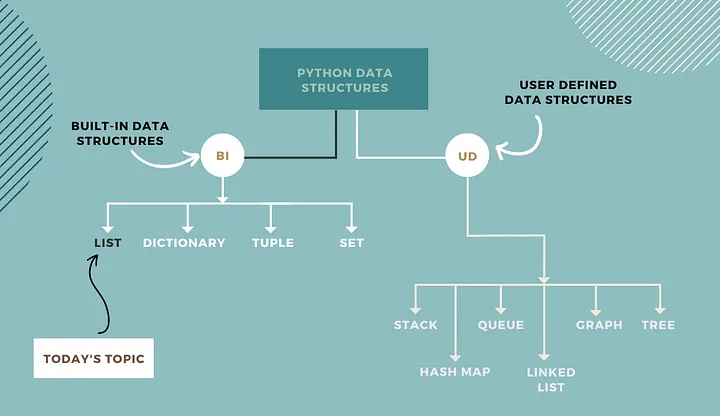 PYTHON DATA
STRUCTURES
USER DEFINED
DATA STRUCTURES
BUILT-IN DATA
STRUCTURES
BI
UD
LIST
DICTIONARY
TUPLE
SET
STACK
QUEUE
GRAPH
TREE
HASH MAP
LINKED
LIST
TODAY'S TOPIC